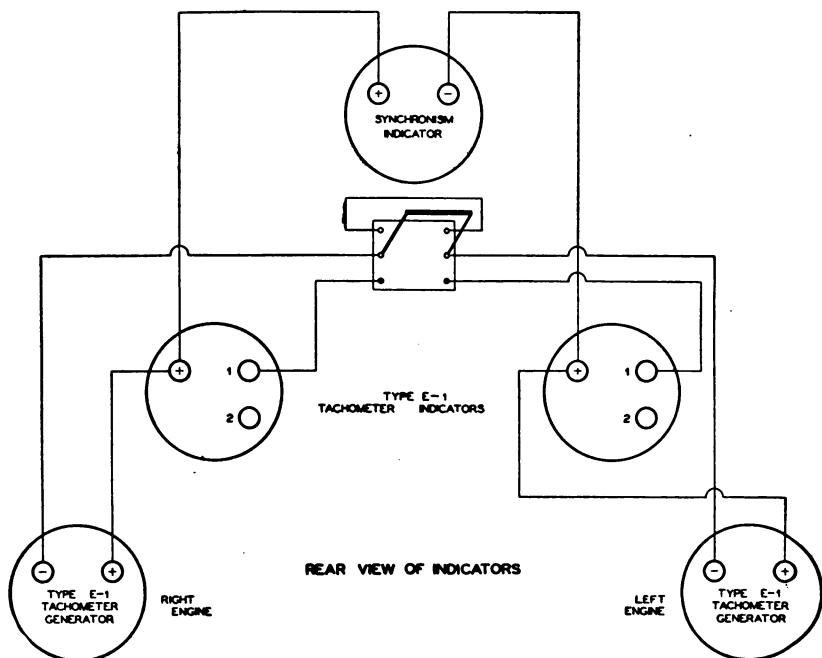 + −
SYNCHRONISM
INDICATOR
+ 1
2
TYPE E-1
TACHOMETER INDICATORS
+ 1
2
− +
TYPE E-1
TACHOMETER
GENERATOR
RIGHT
ENGINE
REAR VIEW OF INDICATORS
LEFT
ENGINE
− +
TYPE E-1
TACHOMETER
GENERATOR